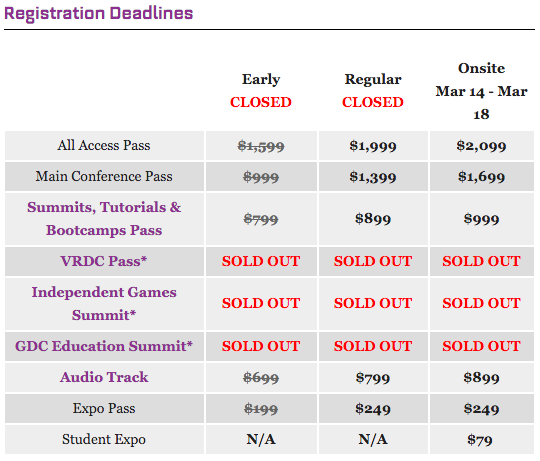 Registration Deadlines
Early
CLOSED
Regular
CLOSED
Onsite
Mar 14 - Mar
18
All Access Pass $1,599 $1,999 $2,099
Main Conference Pass $999 $1,399 $1,699
Summits, Tutorials &
Bootcamps Pass
$799 $899 $999
VRDC Pass* SOLD OUT SOLD OUT SOLD OUT
Independent Games
Summit*
SOLD OUT SOLD OUT SOLD OUT
GDC Education Summit* SOLD OUT SOLD OUT SOLD OUT
Audio Track $699 $799 $899
Expo Pass $199 $249 $249
Student Expo N/A N/A $79